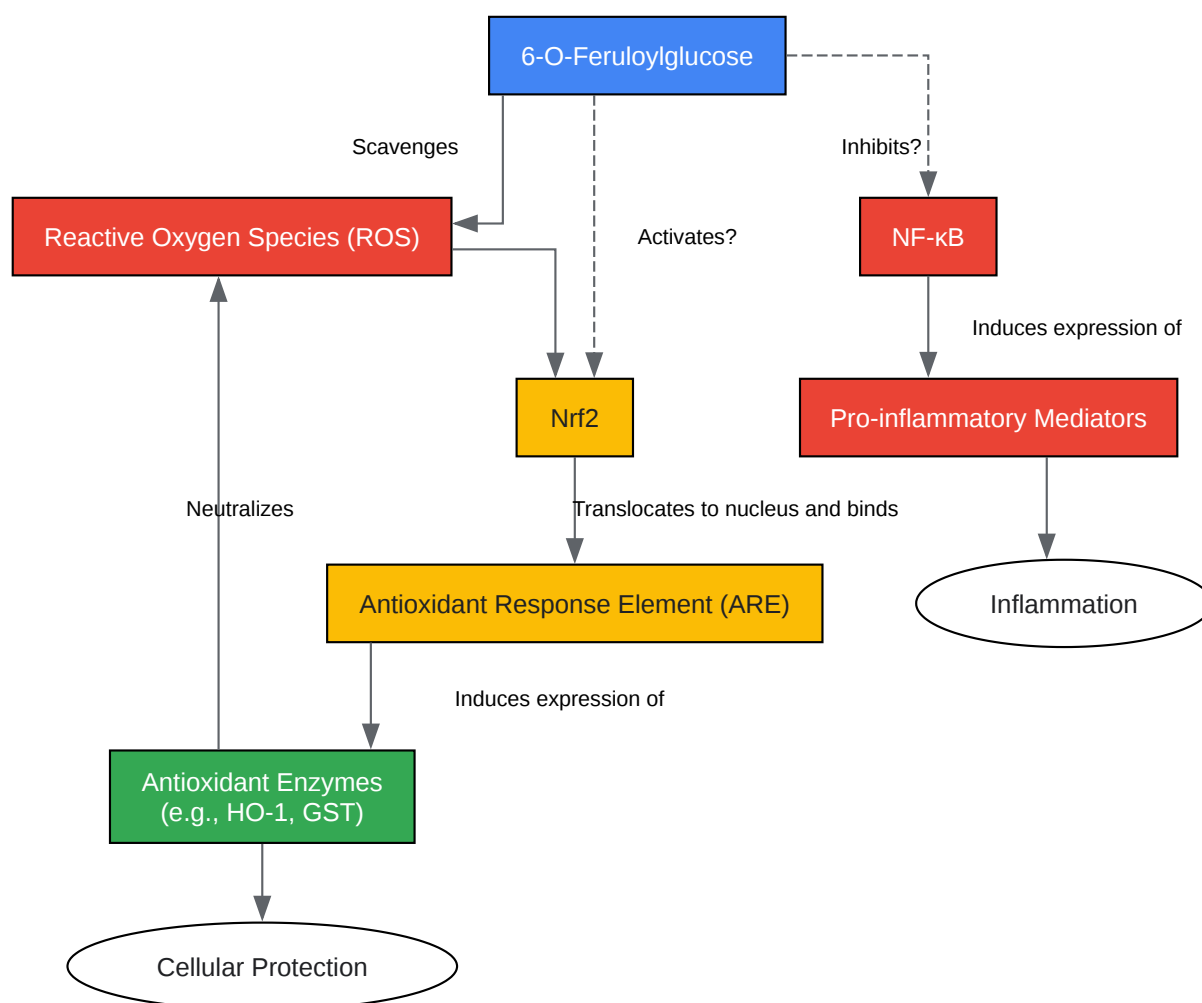 6-O-Feruloylglucose
Scavenges
Inhibits?
Reactive Oxygen Species (ROS)
Activates?
NF-κB
Induces expression of
Nrf2
Pro-inflammatory Mediators
Neutralizes
Translocates to nucleus and binds
Antioxidant Response Element (ARE)
Inflammation
Induces expression of
Antioxidant Enzymes
(e.g., HO-1, GST)
Cellular Protection